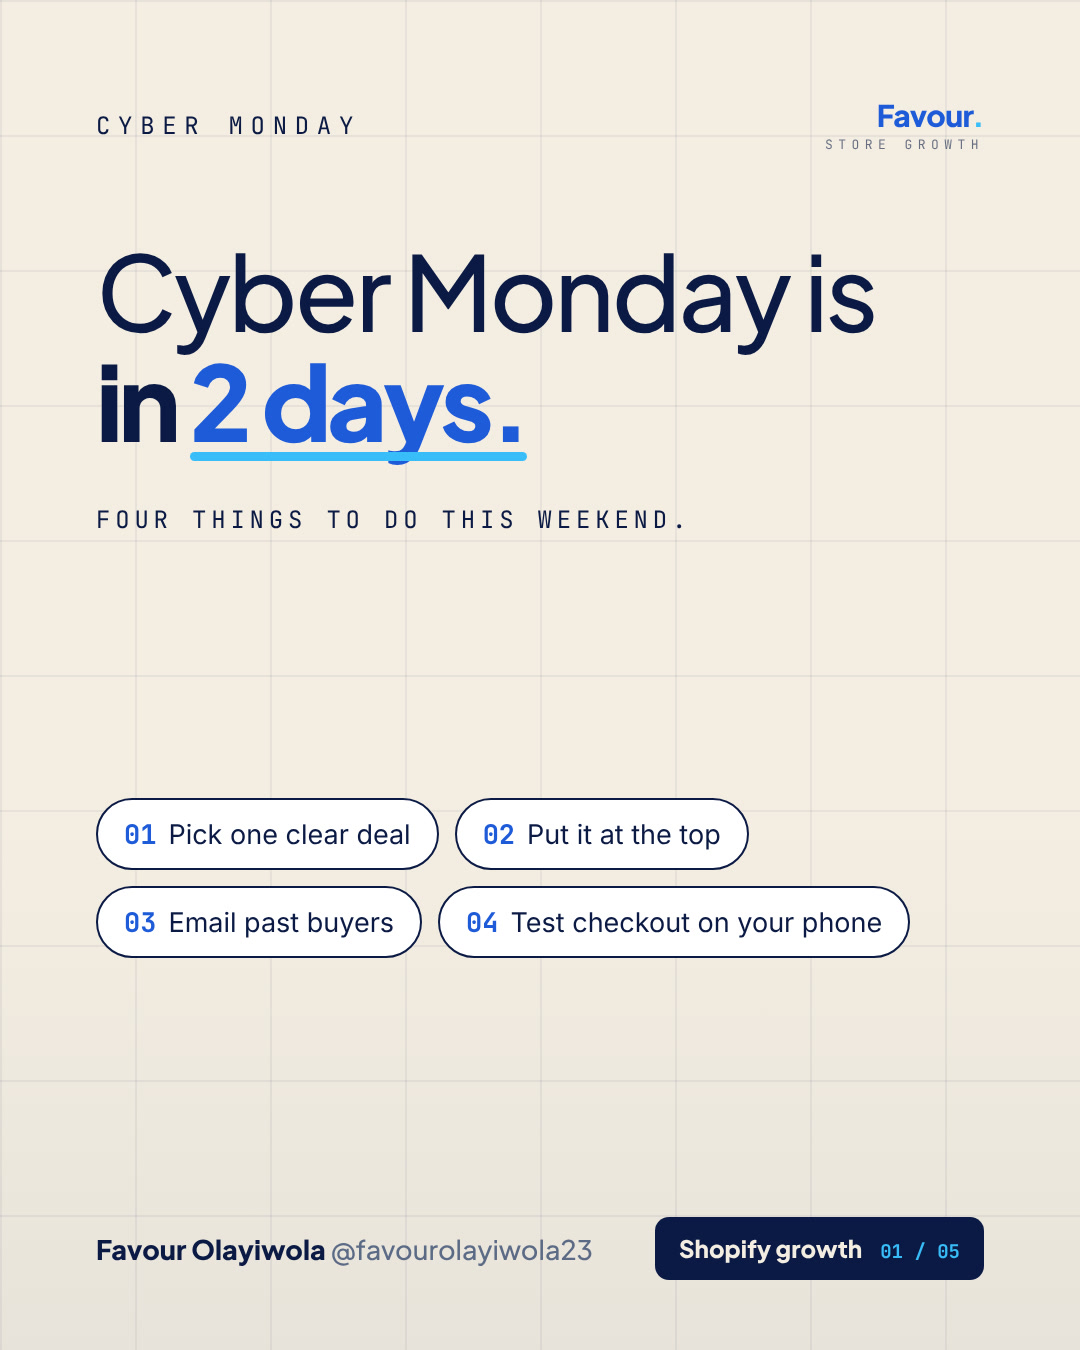 CYBER MONDAY
Favour.
STORE GROWTH
Cyber Monday is
in 2 days.
FOUR THINGS TO DO THIS WEEKEND.
01 Pick one clear deal
02 Put it at the top
03 Email past buyers
04 Test checkout on your phone
Favour Olayiwola @favourolayiwola23
Shopify growth 01 / 05